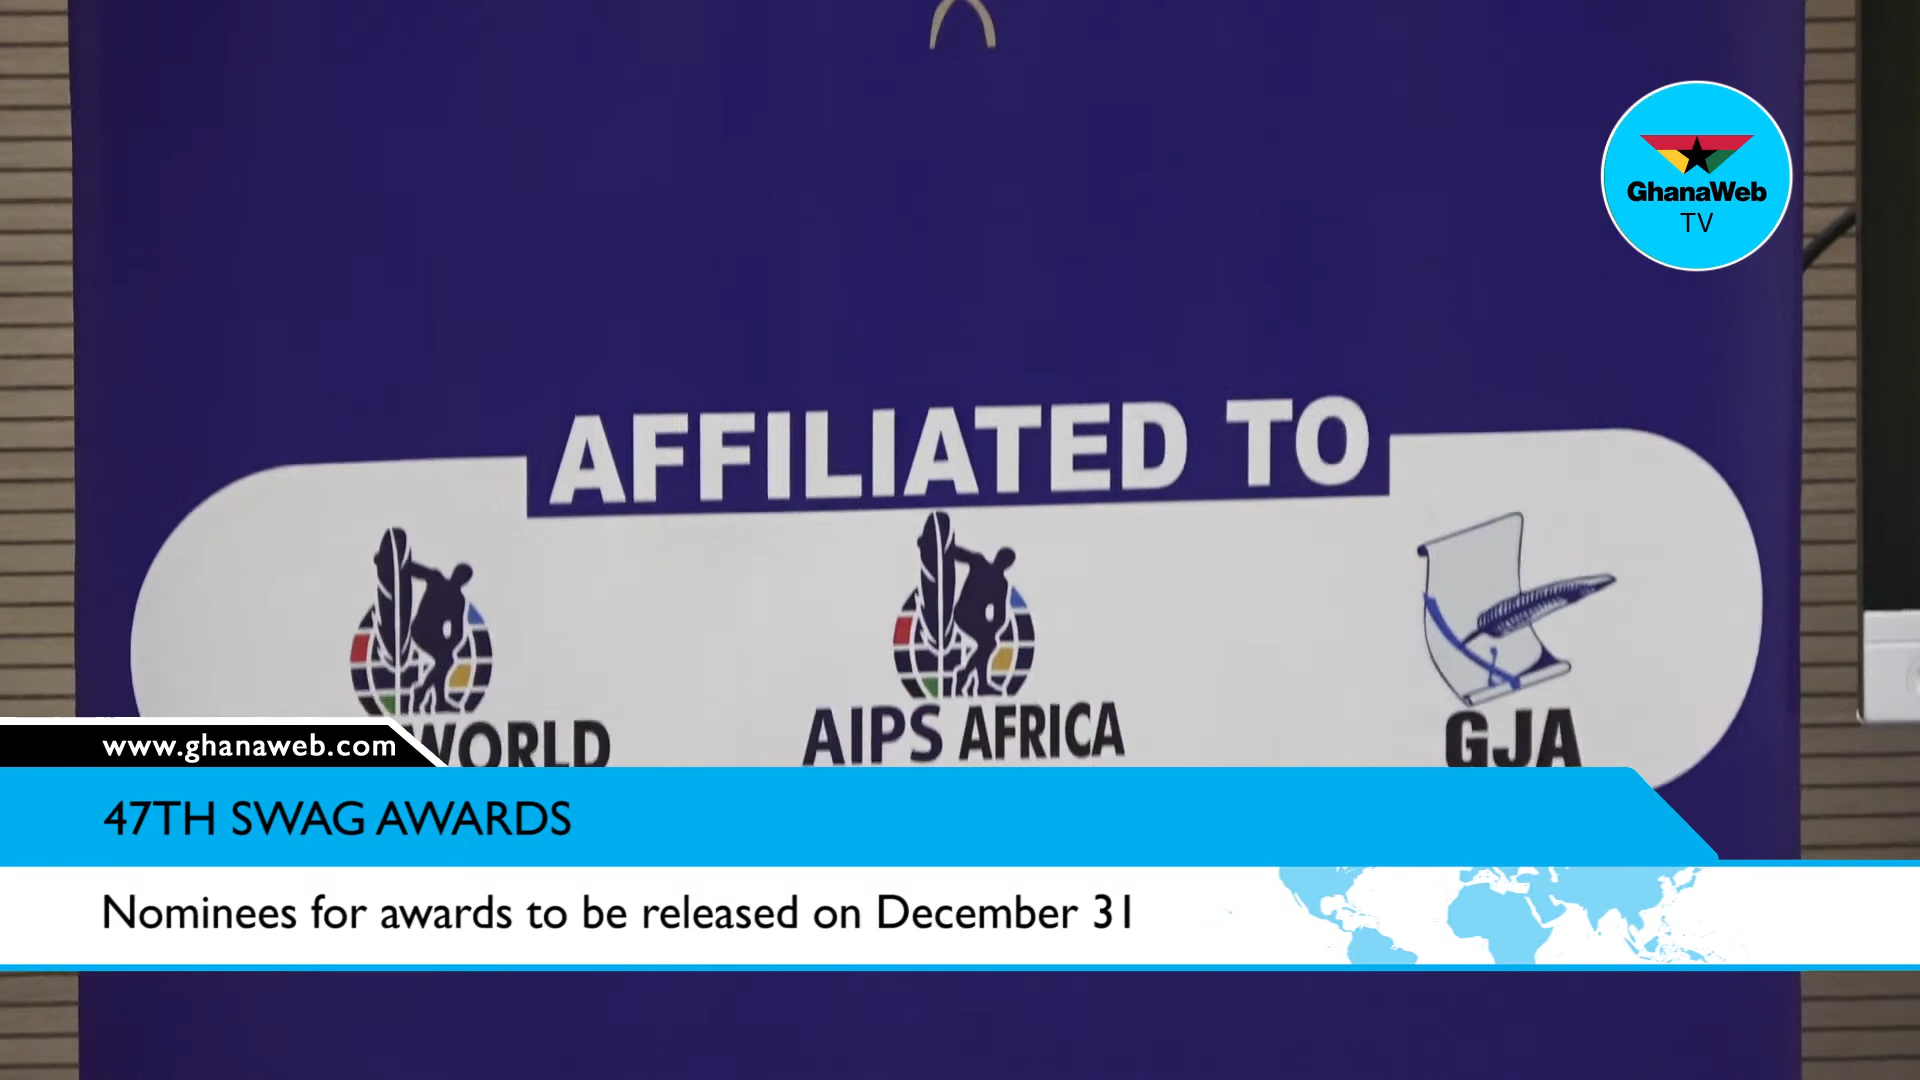 GhanaWeb
TV
AFFILIATED TO
WORLD
AIPS AFRICA
GJA
www.ghanaweb.com
47TH SWAG AWARDS
Nominees for awards to be released on December 31